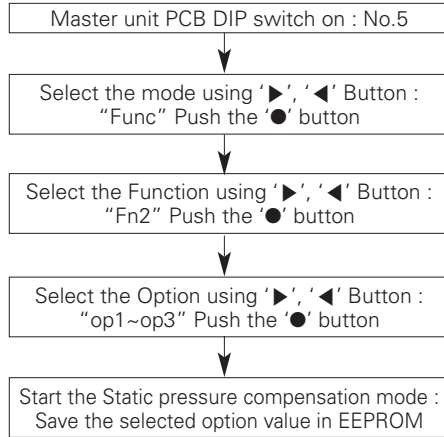 Master unit PCB DIP switch on : No.5
Select the mode using ‘▶’, ‘◀’ Button :
“Func” Push the ‘●’ button
Select the Function using ‘▶’, ‘◀’ Button :
“Fn2” Push the ‘●’ button
Select the Option using ‘▶’, ‘◀’ Button :
“op1~op3” Push the ‘●’ button
Start the Static pressure compensation mode :
Save the selected option value in EEPROM